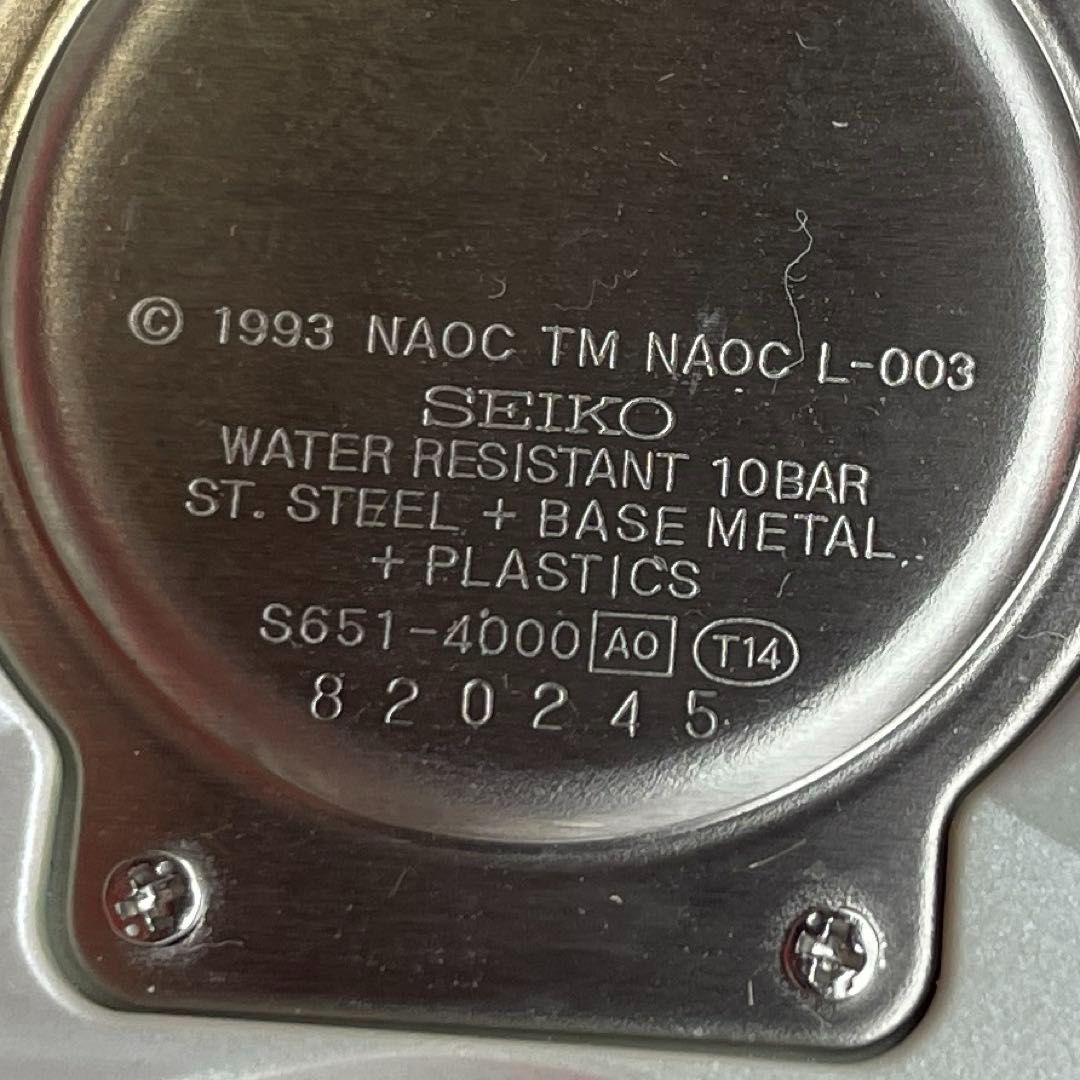 © 1993 NAOC TM NAOC L-003
SEIKO
WATER RESISTANT 10BAR
ST. STEEL + BASE METAL
+ PLASTICS
S651-4000 A0 T14
820245